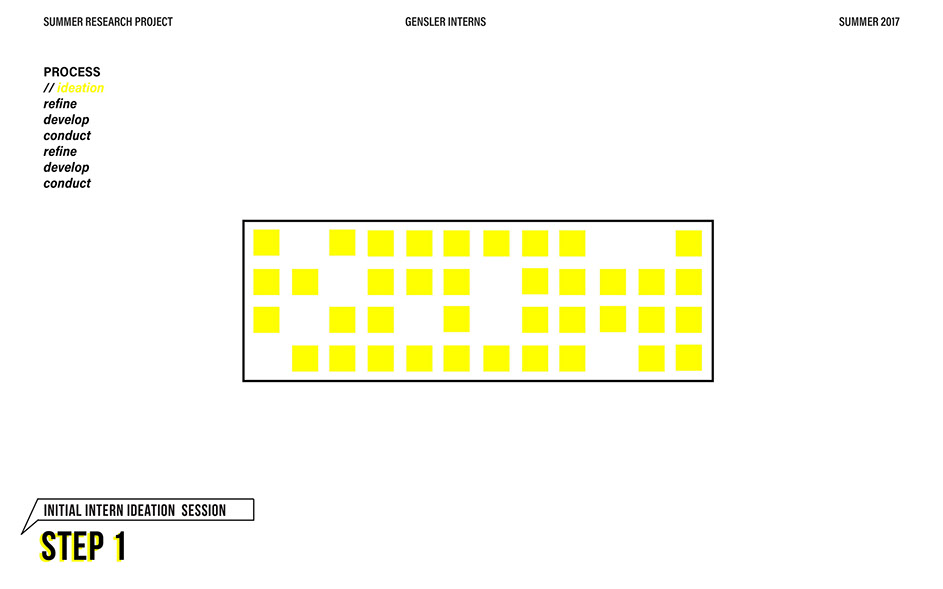 SUMMER RESEARCH PROJECT
GENSLER INTERNS
SUMMER 2017
PROCESS
// ideation
refine
develop
conduct
refine
develop
conduct
INITIAL INTERN IDEATION SESSION
STEP 1